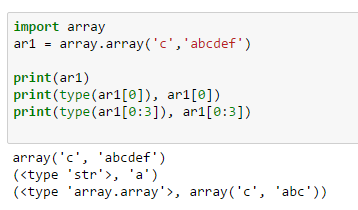 import array
ar1 = array.array('c','abcdef')
print(ar1)
print(type(ar1[0]), ar1[0])
print(type(ar1[0:3]), ar1[0:3])
array('c', 'abcdef')
(<type 'str'>, 'a')
(<type 'array.array'>, array('c', 'abc'))